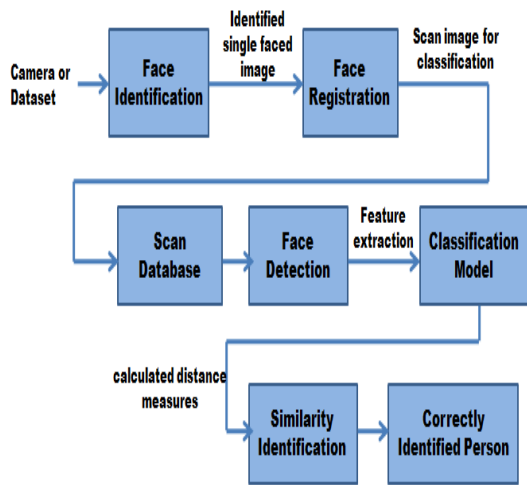 Camera or
Dataset
Face
Identification
Identified
single faced
image
Face
Registration
Scan image for
classification
Scan
Database
Face
Detection
Feature
extraction
Classification
Model
calculated distance
measures
Similarity
Identification
Correctly
Identified Person